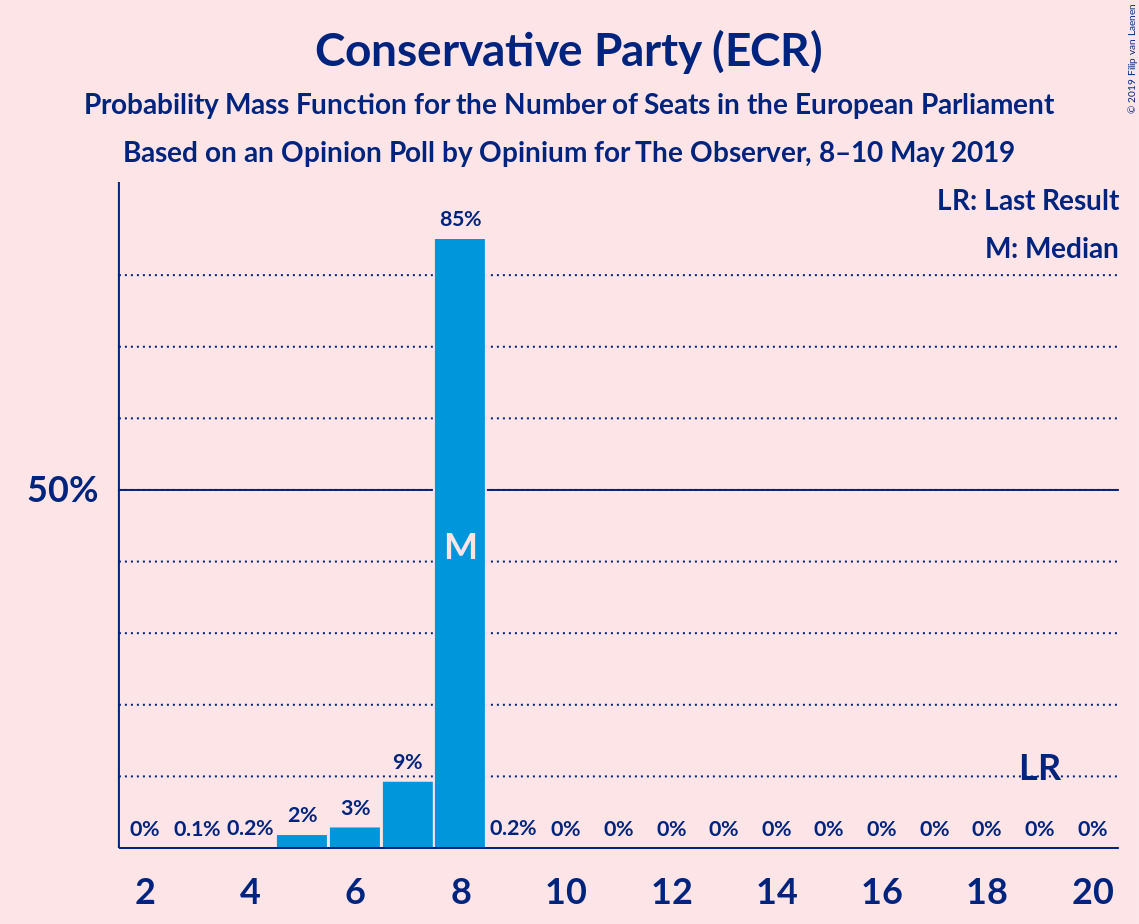 © 2019 Filip van Laenen
Conservative Party (ECR)
Probability Mass Function for the Number of Seats in the European Parliament
Based on an Opinion Poll by Opinium for The Observer, 8–10 May 2019
LR: Last Result
M: Median
85%
50%
M
9%
LR
0% 0.1% 0.2% 2% 3% 0.2% 0% 0% 0% 0% 0% 0% 0% 0% 0% 0% 0%
2 4 6 8 10 12 14 16 18 20